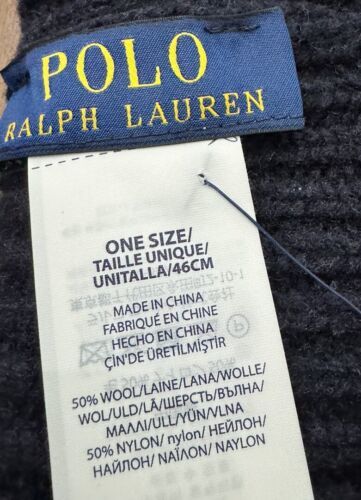 POLO
RALPH LAUREN
ONE SIZE/
TAILLE UNIQUE/
UNITALLA/46CM
MADE IN CHINA
FABRIQUÉ EN CHINE
HECHO EN CHINA
ÇİN'DE ÜRETİLMİŞTİR
50% WOOL/LAINE/LANA/WOLLE/
WOL/ULD/LÃ/ШЕРСТЬ/ВЪЛНА/
ΜΑΛΛΙ/ULL/YÜN/VLNA
50% NYLON/ nylon/ НЕЙЛОН/
НАЙЛОН/ ΝΑΪΛΟΝ/ NAYLON